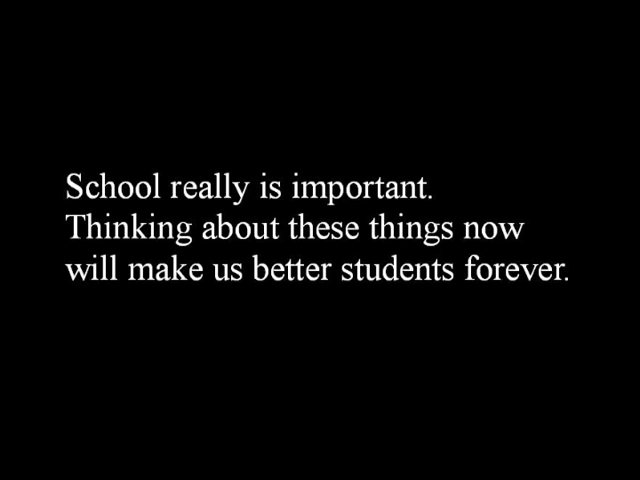 School really is important.
Thinking about these things now
will make us better students forever.